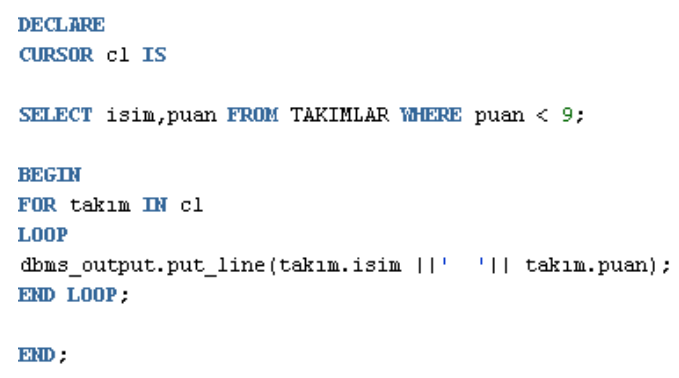 DECLARE
CURSOR c1 IS
SELECT isim,puan FROM TAKIMLAR WHERE puan < 9;
BEGIN
FOR takım IN c1
LOOP
dbms_output.put_line(takım.isim ||'  '|| takım.puan);
END LOOP;
END;